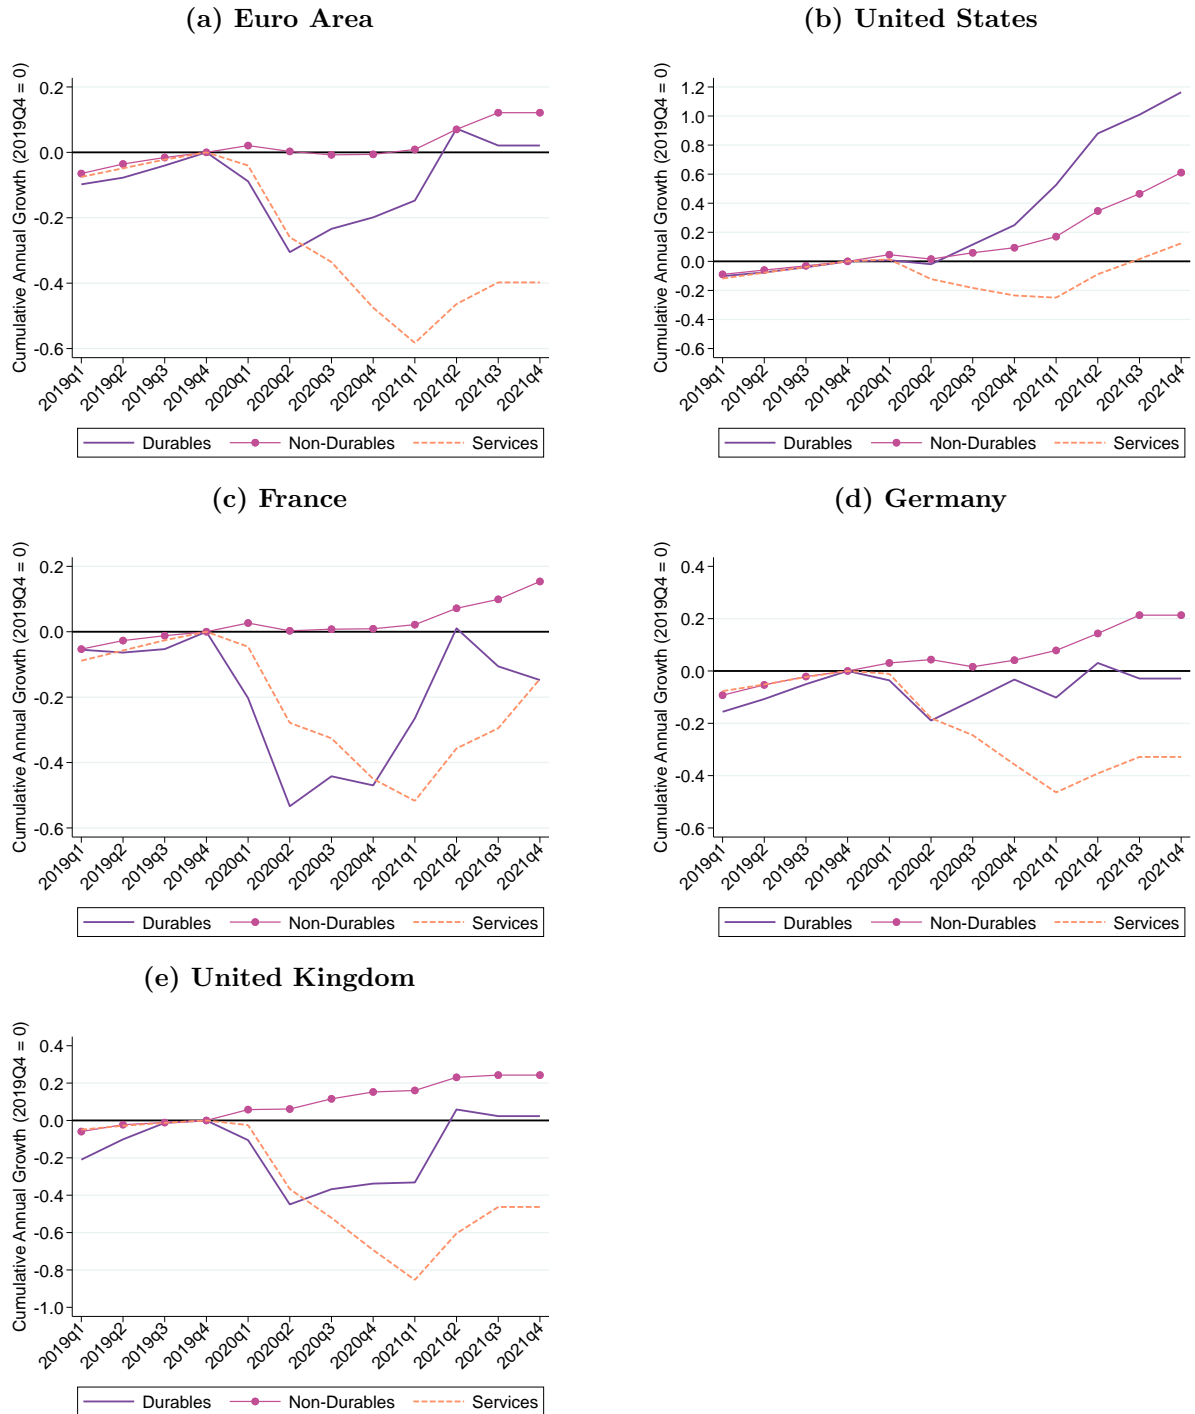 (a) Euro Area
Cumulative Annual Growth (2019Q4 = 0)
0.2
0.0
-0.2
-0.4
-0.6
2019q1 2019q2 2019q3 2019q4 2020q1 2020q2 2020q3 2020q4 2021q1 2021q2 2021q3 2021q4
Durables Non-Durables Services
(b) United States
Cumulative Annual Growth (2019Q4 = 0)
1.2
1.0
0.8
0.6
0.4
0.2
0.0
-0.2
-0.4
-0.6
2019q1 2019q2 2019q3 2019q4 2020q1 2020q2 2020q3 2020q4 2021q1 2021q2 2021q3 2021q4
Durables Non-Durables Services
(c) France
Cumulative Annual Growth (2019Q4 = 0)
0.2
0.0
-0.2
-0.4
-0.6
2019q1 2019q2 2019q3 2019q4 2020q1 2020q2 2020q3 2020q4 2021q1 2021q2 2021q3 2021q4
Durables Non-Durables Services
(d) Germany
Cumulative Annual Growth (2019Q4 = 0)
0.4
0.2
0.0
-0.2
-0.4
-0.6
2019q1 2019q2 2019q3 2019q4 2020q1 2020q2 2020q3 2020q4 2021q1 2021q2 2021q3 2021q4
Durables Non-Durables Services
(e) United Kingdom
Cumulative Annual Growth (2019Q4 = 0)
0.4
0.2
0.0
-0.2
-0.4
-0.6
-0.8
-1.0
2019q1 2019q2 2019q3 2019q4 2020q1 2020q2 2020q3 2020q4 2021q1 2021q2 2021q3 2021q4
Durables Non-Durables Services